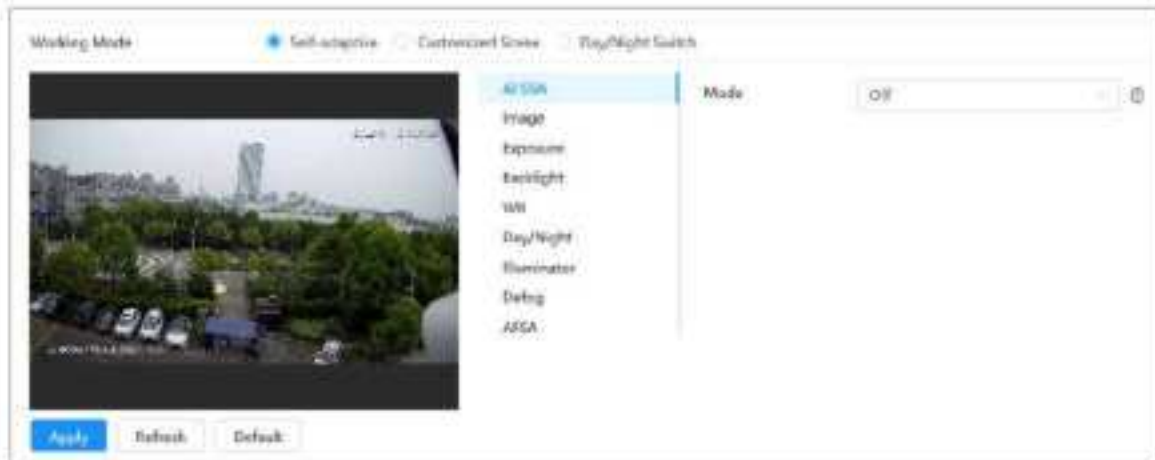 Working Mode Self-adaptive Customized Scene Day/Night Switch
AI SSA
Mode Off
Image
Exposure
Backlight
WB
Day/Night
Illuminator
Defog
Apply Refresh Default